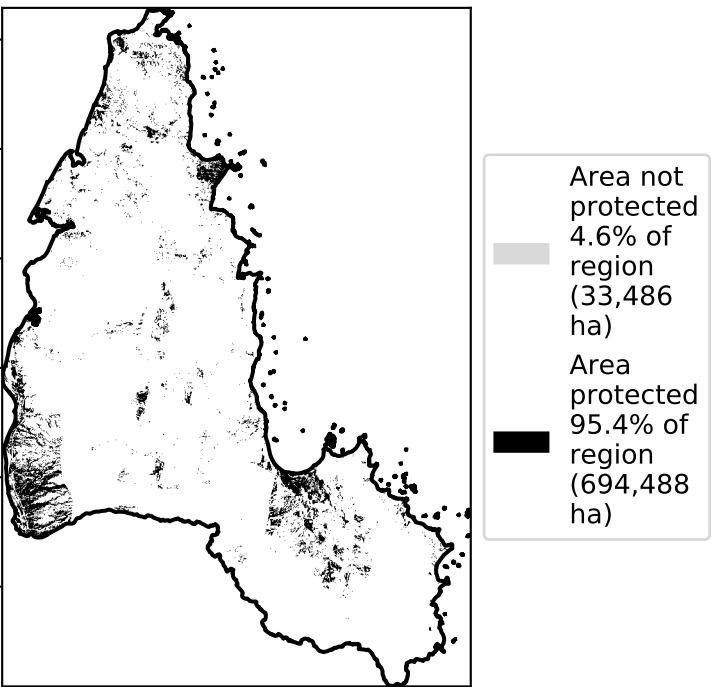 Area not
protected
4.6% of
region
(33,486
ha)
Area
protected
95.4% of
region
(694,488
ha)